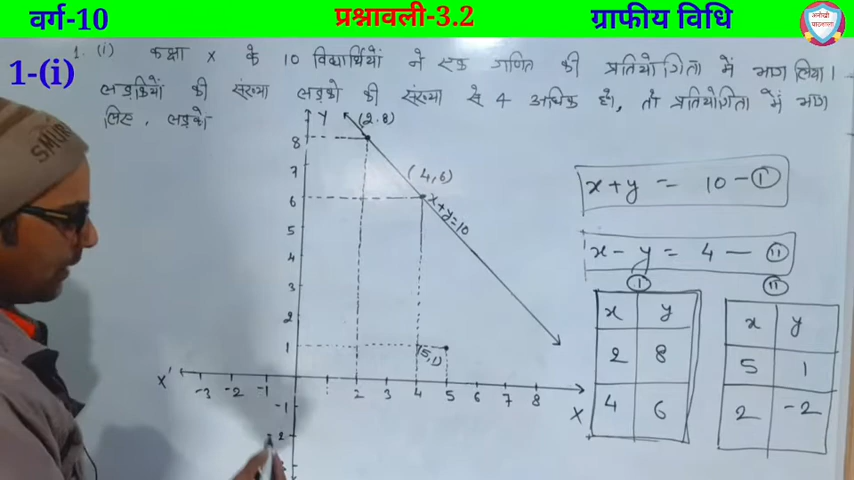 वर्ग-10
प्रश्नावली-3.2
ग्राफीय विधि
1-(i)
1. (i) कक्षा x के 10 विद्यार्थियों ने एक गणित की प्रतियोगिता में भाग लिया।
लड़कियों की संख्या लड़को की संख्या से 4 अधिक हो, तो प्रतियोगिता में भाग
लिए, लड़को
Y
(2,8)
8
7
(4,6)
6
x+y=10
5
4
3
2
1
(5,1)
X'
-3 -2 -1
2 3 4 5 6 7 8
X
-1
-2
x+y = 10 — I
x - y = 4 — II
I
x y
2 8
4 6
II
x y
5 1
2 -2
SMUR